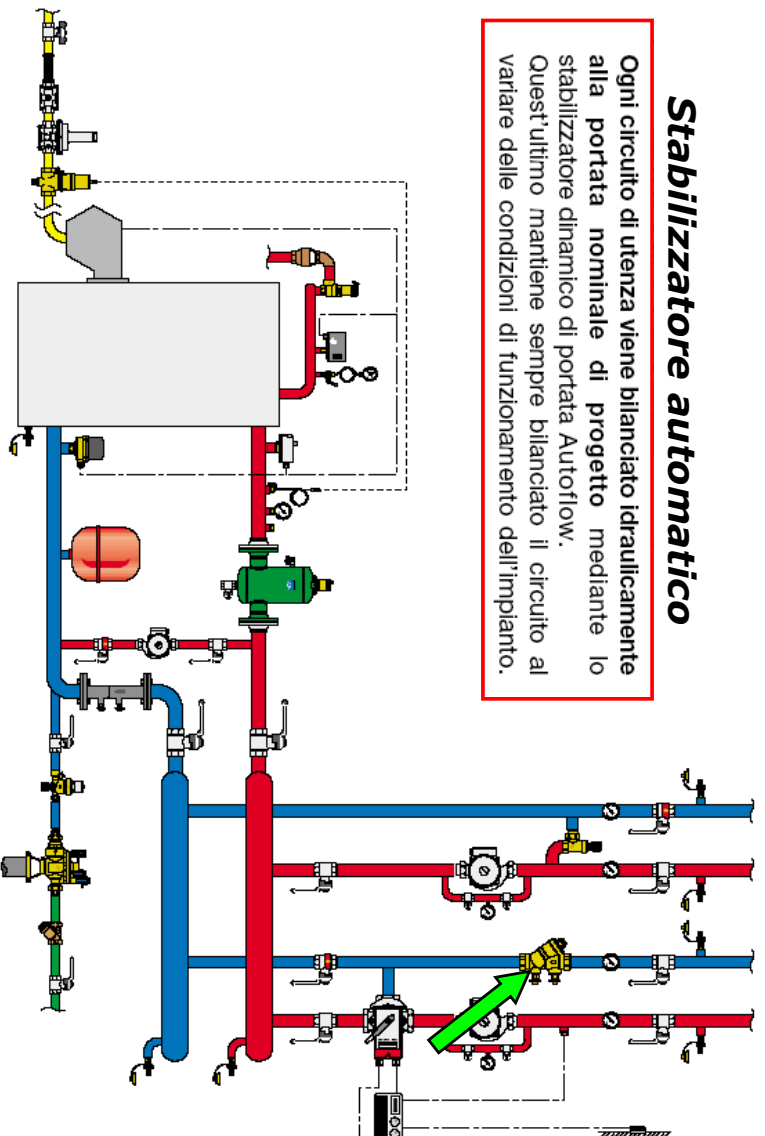 Stabilizzatore automatico
Ogni circuito di utenza viene bilanciato idraulicamente
alla portata nominale di progetto mediante lo
stabilizzatore dinamico di portata Autoflow.
Quest'ultimo mantiene sempre bilanciato il circuito al
variare delle condizioni di funzionamento dell'impianto.